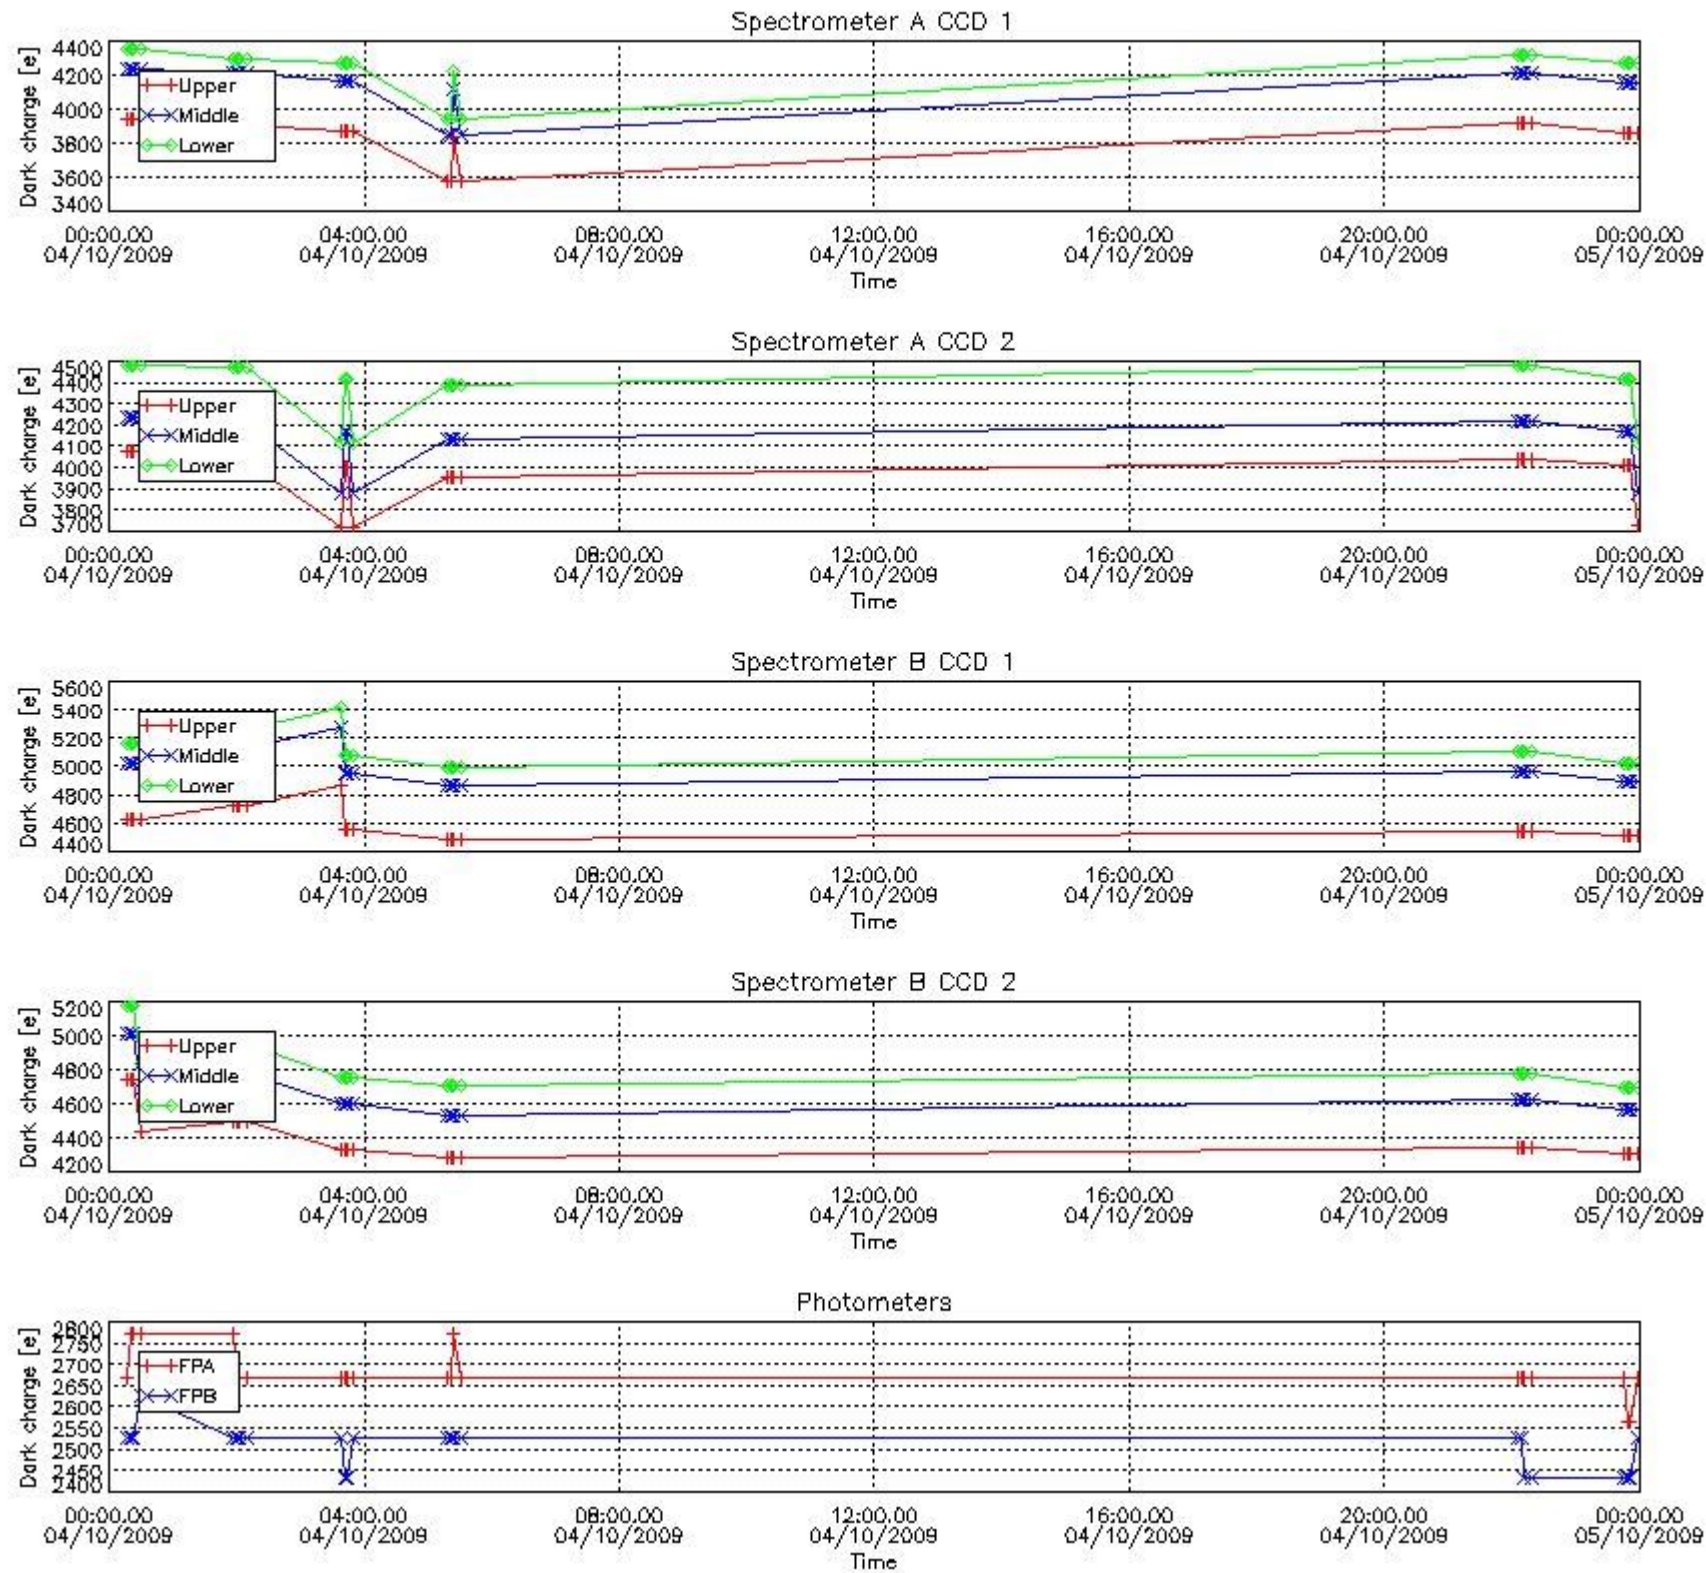 Spectrometer A CCD 1
Dark charge [e]
4400
4200
4000
3800
3600
3400
Upper
Middle
Lower
00:00.00 04:00.00 08:00.00 12:00.00 16:00.00 20:00.00 00:00.00
04/10/2009 04/10/2009 04/10/2009 04/10/2009 04/10/2009 04/10/2009 05/10/2009
Time
Spectrometer A CCD 2
Dark charge [e]
4500
4400
4300
4200
4100
4000
3900
3800
3700
Upper
Middle
Lower
00:00.00 04:00.00 08:00.00 12:00.00 16:00.00 20:00.00 00:00.00
04/10/2009 04/10/2009 04/10/2009 04/10/2009 04/10/2009 04/10/2009 05/10/2009
Time
Spectrometer B CCD 1
Dark charge [e]
5600
5400
5200
5000
4800
4600
4400
Upper
Middle
Lower
00:00.00 04:00.00 08:00.00 12:00.00 16:00.00 20:00.00 00:00.00
04/10/2009 04/10/2009 04/10/2009 04/10/2009 04/10/2009 04/10/2009 05/10/2009
Time
Spectrometer B CCD 2
Dark charge [e]
5200
5000
4800
4600
4400
4200
Upper
Middle
Lower
00:00.00 04:00.00 08:00.00 12:00.00 16:00.00 20:00.00 00:00.00
04/10/2009 04/10/2009 04/10/2009 04/10/2009 04/10/2009 04/10/2009 05/10/2009
Time
Photometers
Dark charge [e]
2800
2750
2700
2650
2600
2550
2500
2450
2400
FPA
FPB
00:00.00 04:00.00 08:00.00 12:00.00 16:00.00 20:00.00 00:00.00
04/10/2009 04/10/2009 04/10/2009 04/10/2009 04/10/2009 04/10/2009 05/10/2009
Time